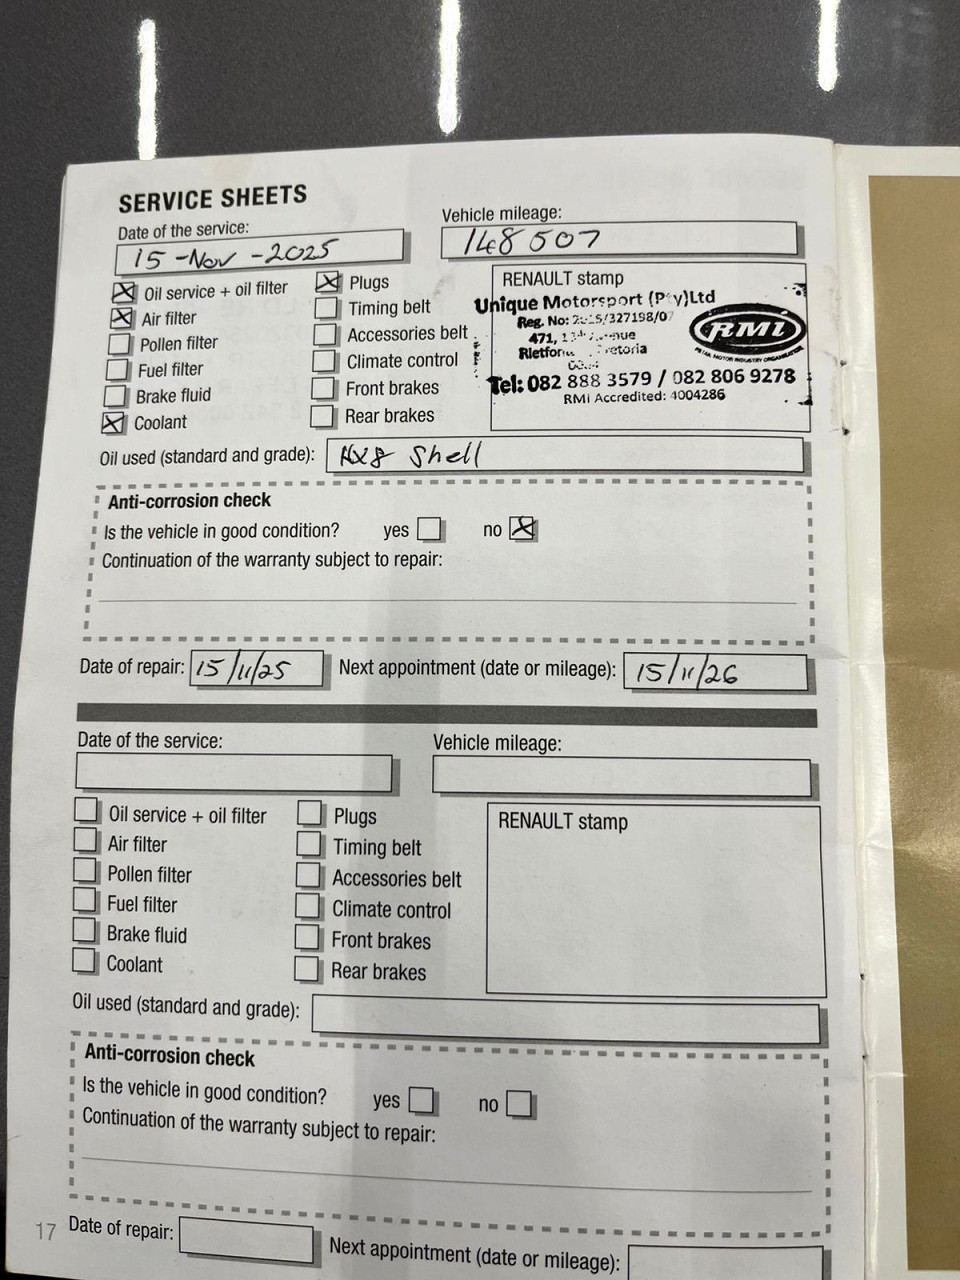 SERVICE SHEETS
Date of the service:
15-Nov-2025
Vehicle mileage:
148507
Oil service + oil filter
Air filter
Pollen filter
Fuel filter
Brake fluid
Coolant
Plugs
Timing belt
Accessories belt
Climate control
Front brakes
Rear brakes
RENAULT stamp
Unique Motorsport (Pty)Ltd
Reg. No:
471,
RMI
Tel: 082 888 3579 / 082 806 9278
RMI Accredited: 4004286
Oil used (standard and grade): HX8 Shell
Anti-corrosion check
Is the vehicle in good condition? yes no
Continuation of the warranty subject to repair:
Date of repair: 15/11/25 Next appointment (date or mileage): 15/11/26
Date of the service:
Vehicle mileage:
Oil service + oil filter
Air filter
Pollen filter
Fuel filter
Brake fluid
Coolant
Plugs
Timing belt
Accessories belt
Climate control
Front brakes
Rear brakes
RENAULT stamp
Oil used (standard and grade):
Anti-corrosion check
Is the vehicle in good condition? yes no
Continuation of the warranty subject to repair:
Date of repair: Next appointment (date or mileage):
17